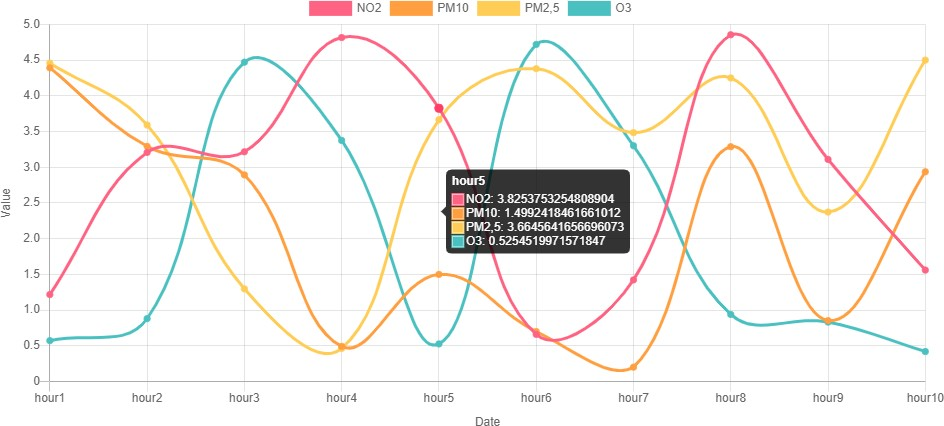 NO2 PM10 PM2,5 O3
5.0
4.5
4.0
3.5
3.0
2.5
2.0
1.5
1.0
0.5
0
Value
hour5
NO2: 3.8253753254808904
PM10: 1.4992418461661012
PM2,5: 3.6645641656696073
O3: 0.5254519971571847
hour1 hour2 hour3 hour4 hour5 hour6 hour7 hour8 hour9 hour10
Date